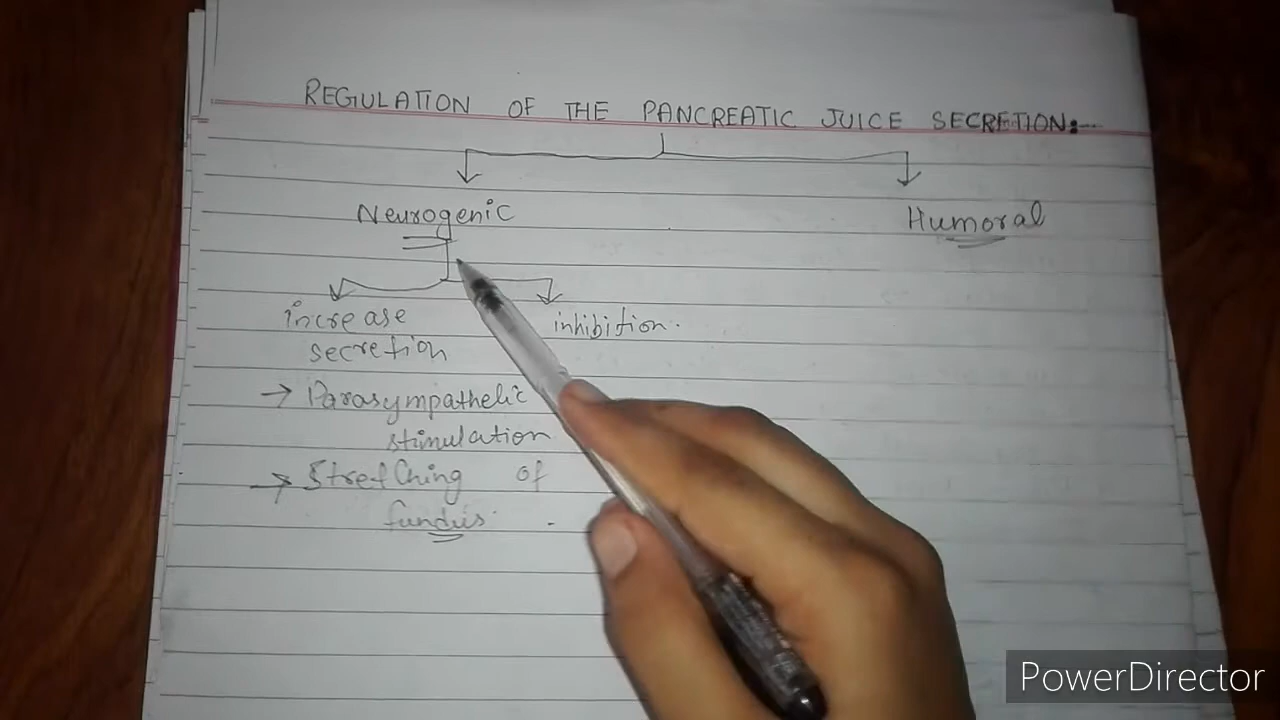 REGULATION OF THE PANCREATIC JUICE SECRETION:--
Neurogenic
Humoral
increase
secretion
inhibition.
→ Parasympathetic
stimulation
→ Stretching of
fundus.
PowerDirector